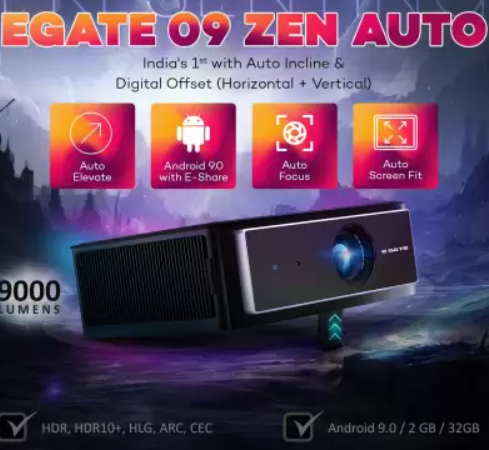 EGATE O9 ZEN AUTO
India's 1st with Auto Incline &
Digital Offset (Horizontal + Vertical)
Auto
Elevate
Android 9.0
with E-Share
Auto
Focus
Auto
Screen Fit
EGATE
9000
LUMENS
HDR, HDR10+, HLG, ARC, CEC
Android 9.0 / 2 GB / 32GB